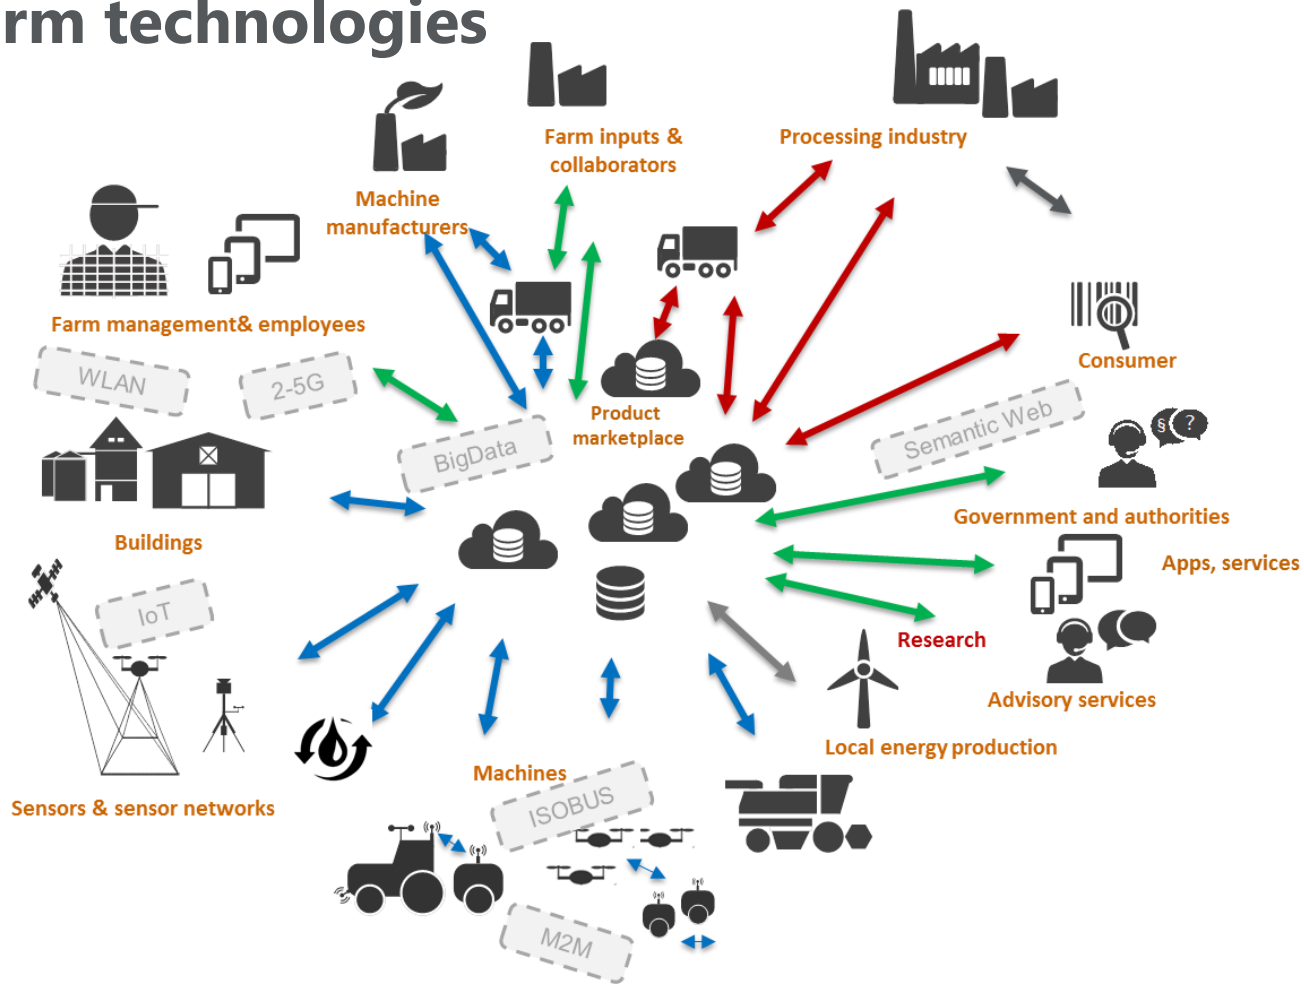 rm technologies
Farm inputs &
collaborators
Processing industry
Machine
manufacturers
Farm management& employees
Consumer
WLAN
2-5G
Product
marketplace
BigData
Semantic Web
§ ?
Government and authorities
Buildings
Apps, services
IoT
Research
Advisory services
Local energy production
Machines
Sensors & sensor networks
ISOBUS
M2M